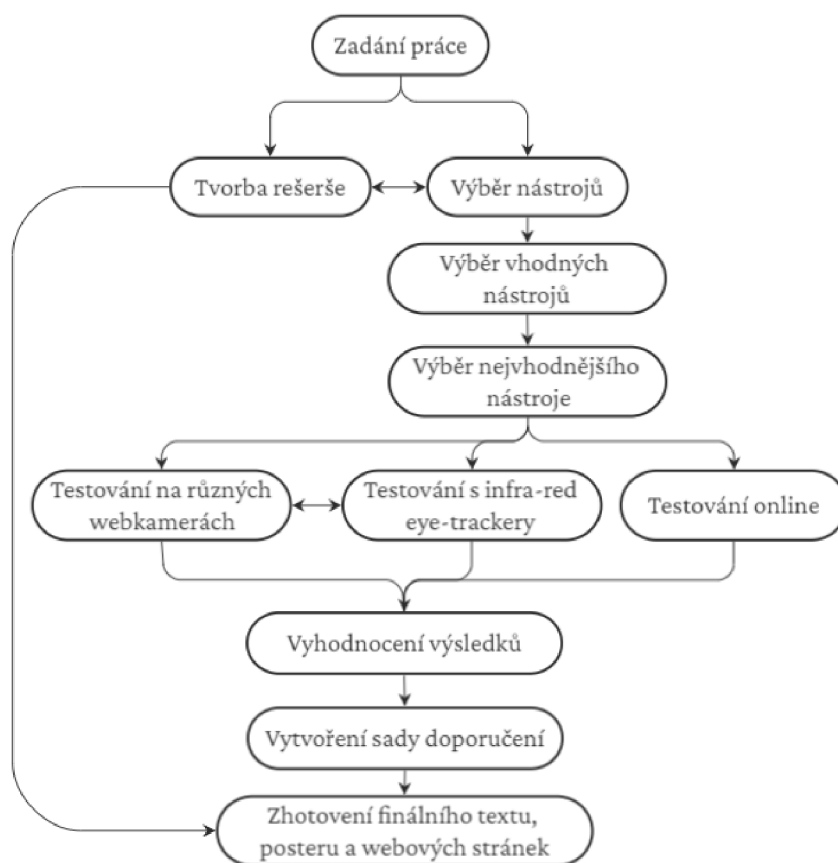 Zadání práce
Tvorba rešerše
Výběr nástrojů
Výběr vhodných
nástrojů
Výběr nejvhodnějšího
nástroje
Testování na různých
webkamerách
Testování s infra-red
eye-trackery
Testování online
Vyhodnocení výsledků
Vytvoření sady doporučení
Zhotovení finálního textu,
posteru a webových stránek